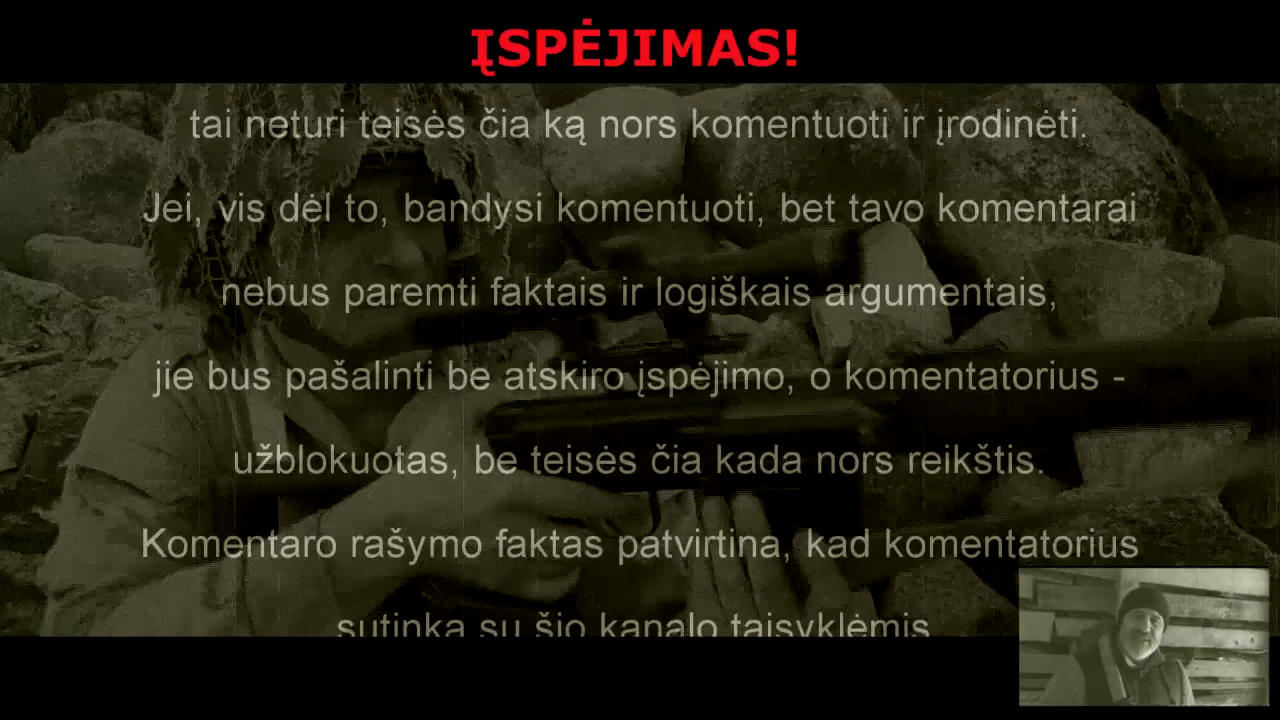 ĮSPĖJIMAS!
tai neturi teisės čia ką nors komentuoti ir įrodinėti.
Jei, vis dėl to, bandysi komentuoti, bet tavo komentarai
nebus paremti faktais ir logiškais argumentais,
jie bus pašalinti be atskiro įspėjimo, o komentatorius -
užblokuotas, be teisės čia kada nors reikštis.
Komentaro rašymo faktas patvirtina, kad komentatorius
sutinka su šio kanalo taisyklėmis